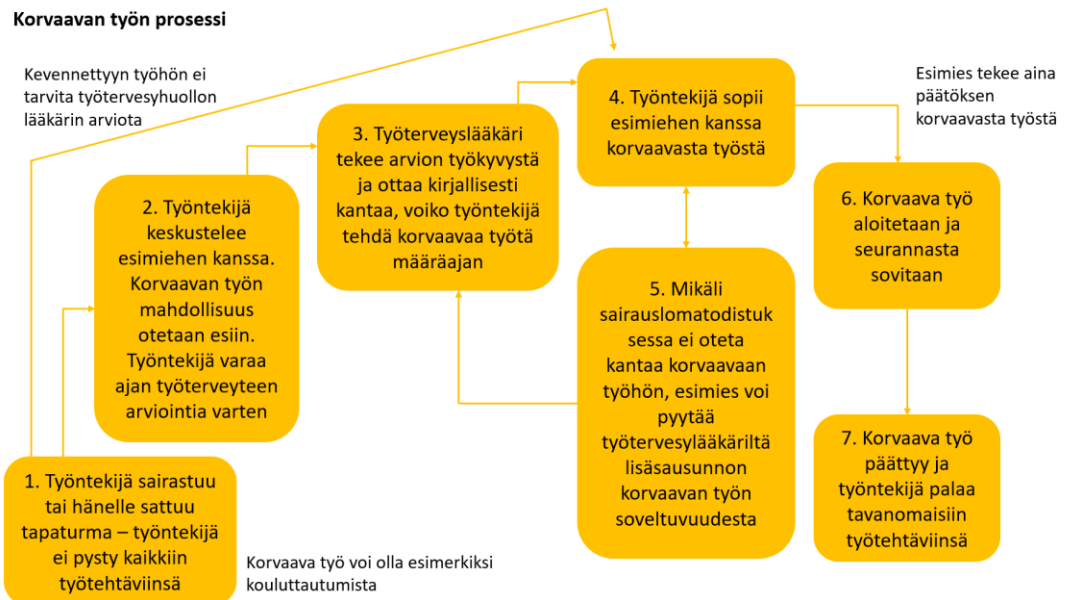 Korvaavan työn prosessi
Kevennettyyn työhön ei
tarvita työtervesyhuollon
lääkärin arviota
1. Työntekijä sairastuu
tai hänelle sattuu
tapaturma – työntekijä
ei pysty kaikkiin
työtehtäviinsä
Korvaava työ voi olla esimerkiksi
kouluttautumista
2. Työntekijä
keskustelee
esimiehen kanssa.
Korvaavan työn
mahdollisuus
otetaan esiin.
Työntekijä varaa
ajan työterveyteen
arviointia varten
3. Työterveyslääkäri
tekee arvion työkyvystä
ja ottaa kirjallisesti
kantaa, voiko työntekijä
tehdä korvaavaa työtä
määräajan
4. Työntekijä sopii
esimiehen kanssa
korvaavasta työstä
5. Mikäli
sairauslomatodistuk
sessa ei oteta
kantaa korvaavaan
työhön, esimies voi
pyytää
työtervesylääkäriltä
lisäsausunnon
korvaavan työn
soveltuvuudesta
Esimies tekee aina
päätöksen
korvaavasta työstä
6. Korvaava työ
aloitetaan ja
seurannasta
sovitaan
7. Korvaava työ
päättyy ja
työntekijä palaa
tavanomaisiin
työtehtäviinsä